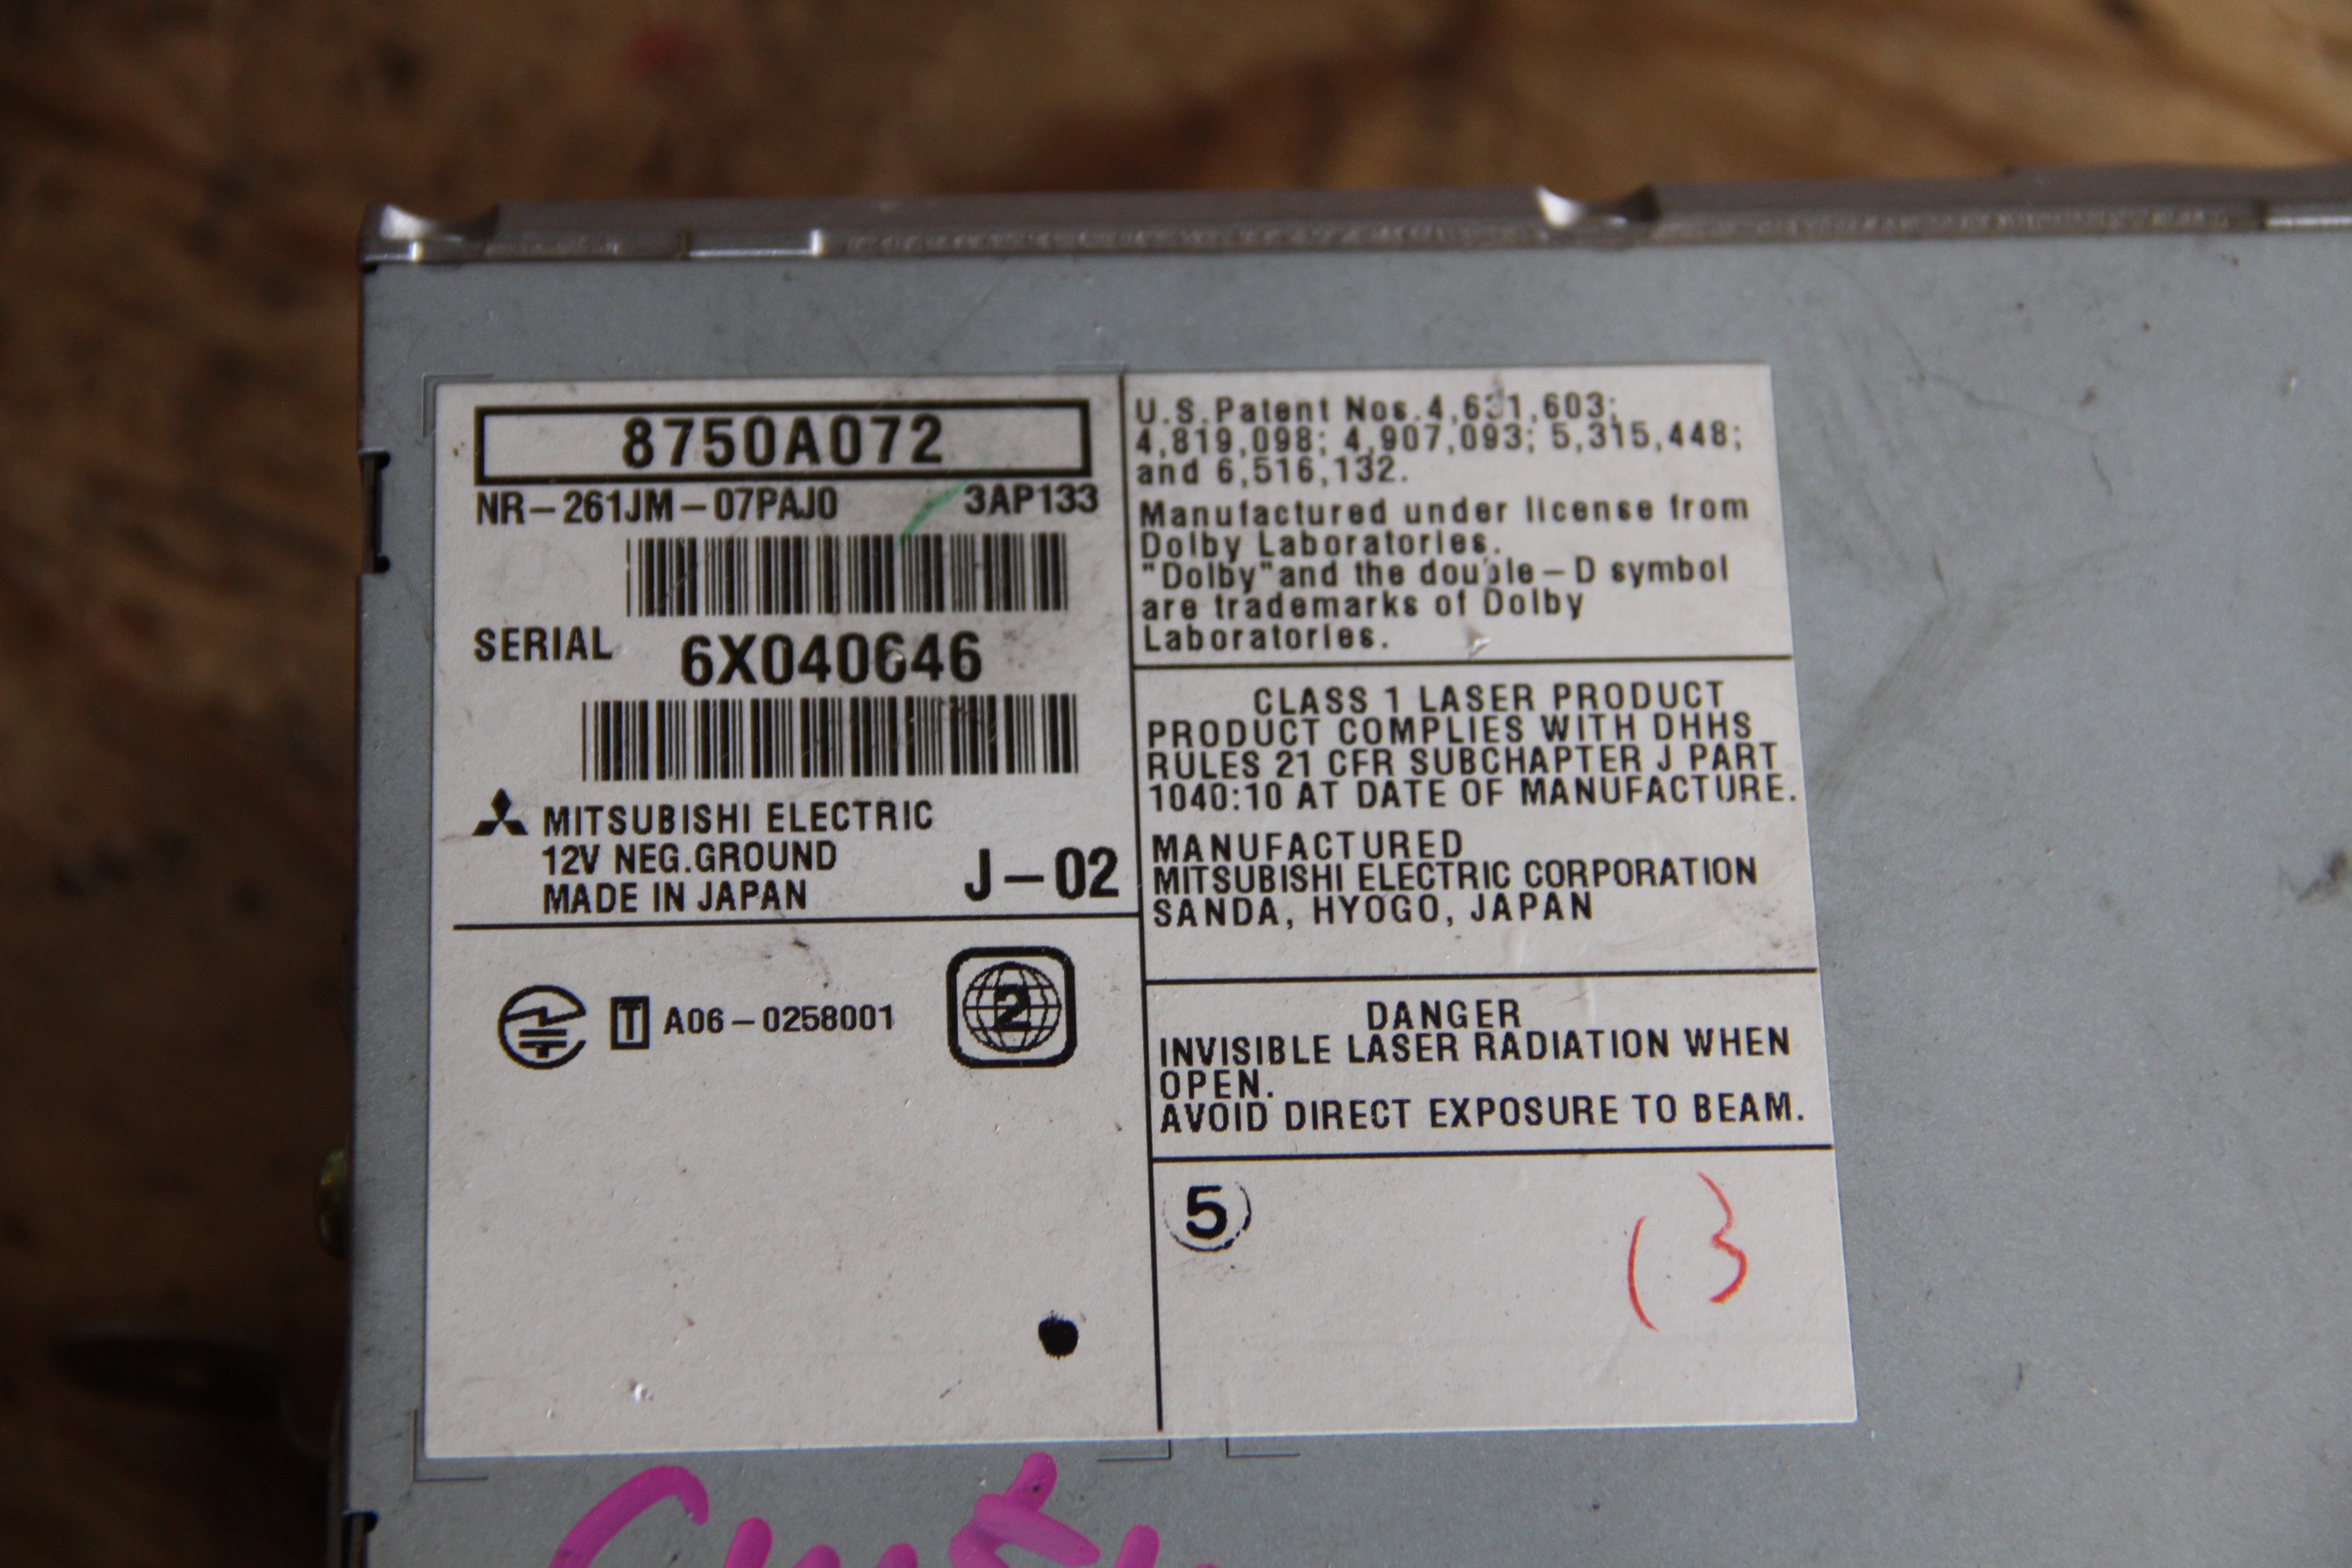 8750A072
NR-261JM-07PAJ0 3AP133
SERIAL 6X040646
MITSUBISHI ELECTRIC
12V NEG.GROUND
MADE IN JAPAN
J-02
T A06-0258001
2
U.S.Patent Nos.4,631,603;
4,819,098; 4,907,093; 5,315,448;
and 6,516,132.
Manufactured under license from
Dolby Laboratories.
"Dolby"and the double-D symbol
are trademarks of Dolby
Laboratories.
CLASS 1 LASER PRODUCT
PRODUCT COMPLIES WITH DHHS
RULES 21 CFR SUBCHAPTER J PART
1040:10 AT DATE OF MANUFACTURE.
MANUFACTURED
MITSUBISHI ELECTRIC CORPORATION
SANDA, HYOGO, JAPAN
DANGER
INVISIBLE LASER RADIATION WHEN
OPEN.
AVOID DIRECT EXPOSURE TO BEAM.
5
13